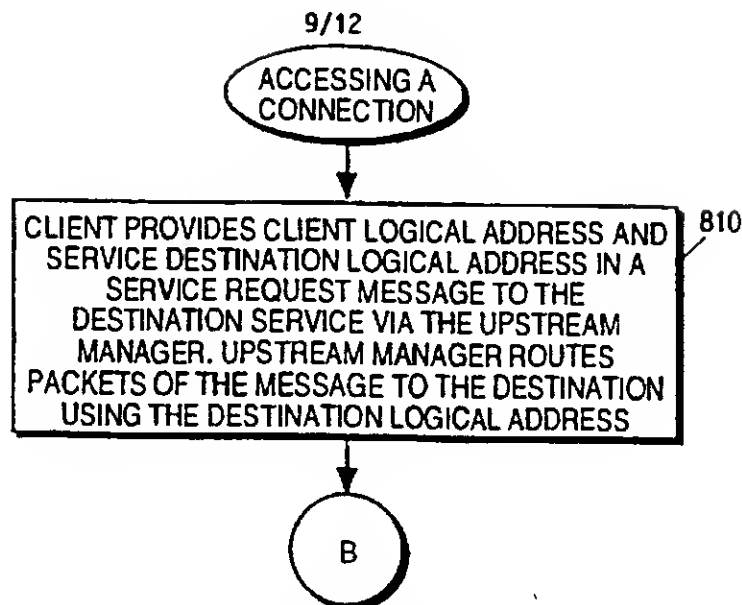 9/12
ACCESSING A
CONNECTION
810
CLIENT PROVIDES CLIENT LOGICAL ADDRESS AND
SERVICE DESTINATION LOGICAL ADDRESS IN A
SERVICE REQUEST MESSAGE TO THE
DESTINATION SERVICE VIA THE UPSTREAM
MANAGER. UPSTREAM MANAGER ROUTES
PACKETS OF THE MESSAGE TO THE DESTINATION
USING THE DESTINATION LOGICAL ADDRESS
B